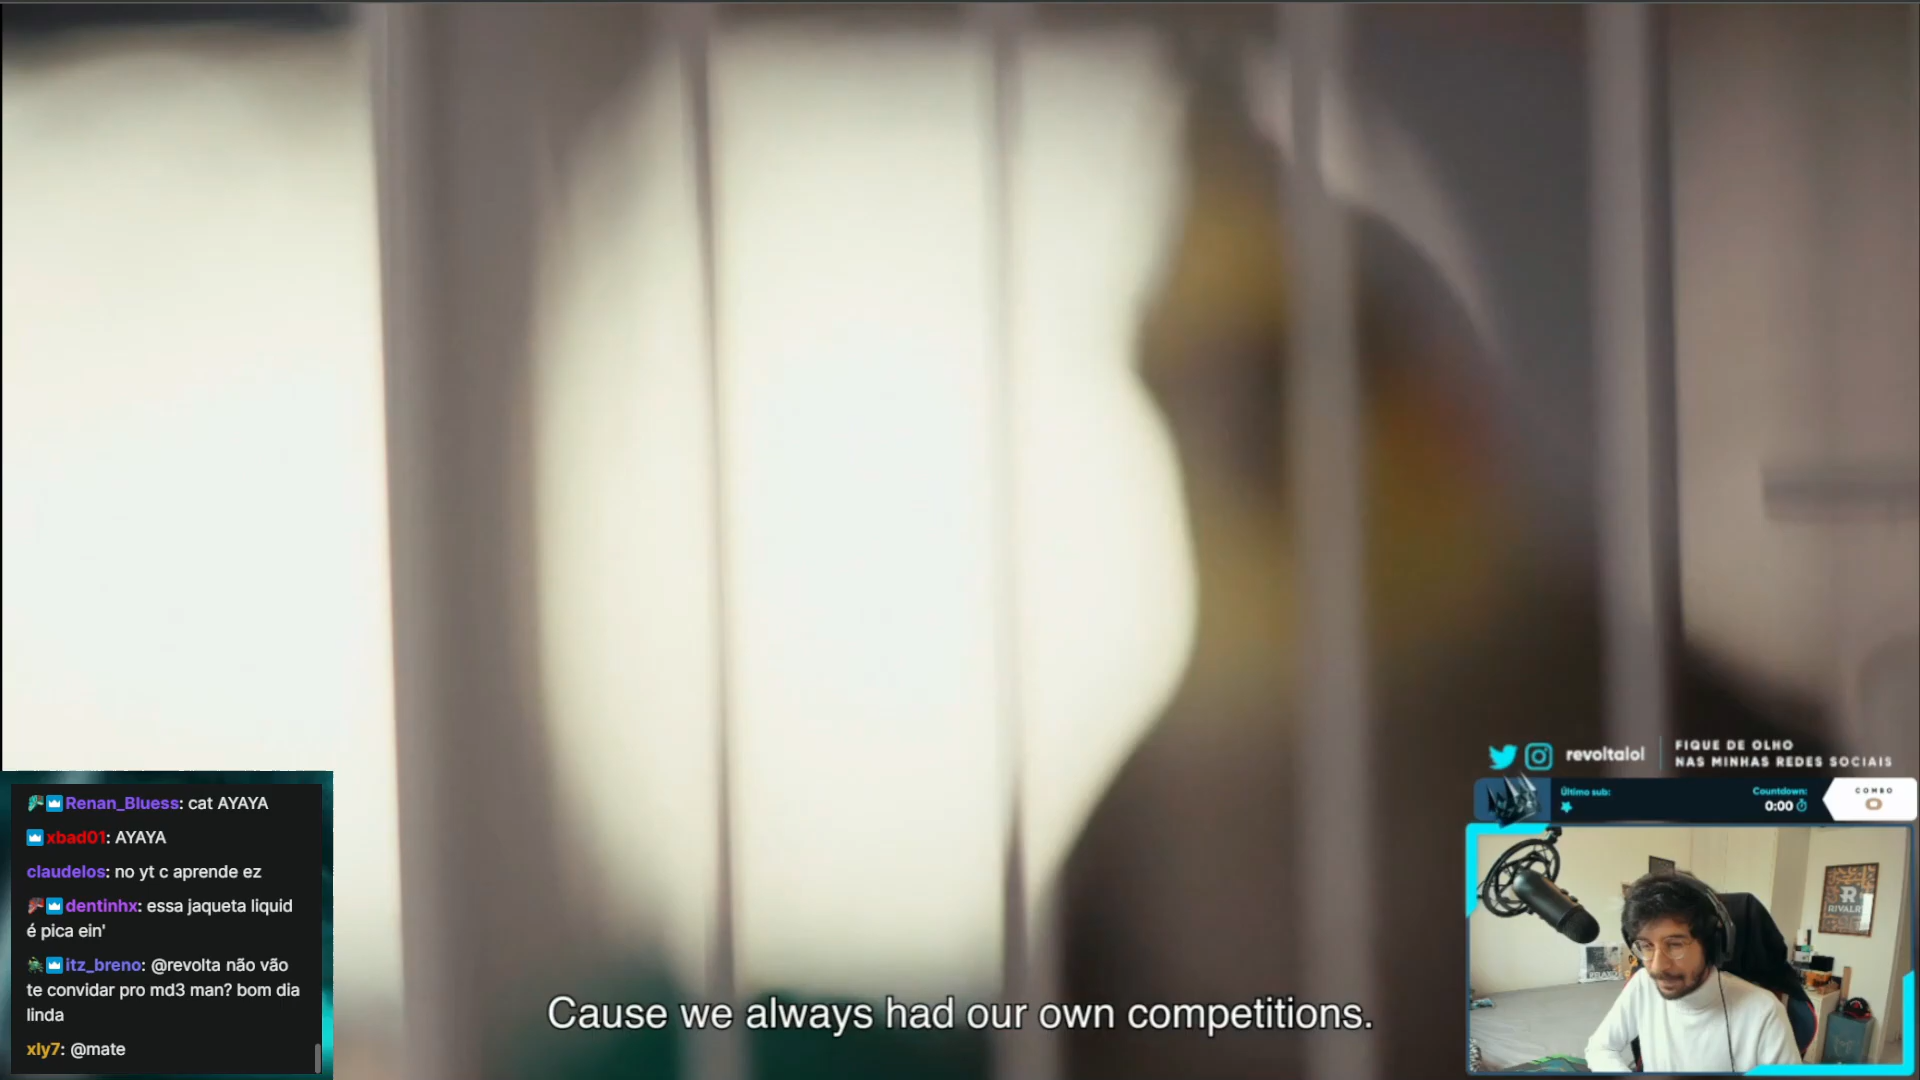 Renan_Bluess: cat AYAYA
xbad01: AYAYA
claudelos: no yt c aprende ez
dentinhx: essa jaqueta liquid
é pica ein'
itz_breno: @revolta não vão
te convidar pro md3 man? bom dia
linda
xly7: @mate
Cause we always had our own competitions.
revoltalol
FIQUE DE OLHO
NAS MINHAS REDES SOCIAIS
Último sub:
Countdown:
0:00
COMBO
0
R
RIVALRY